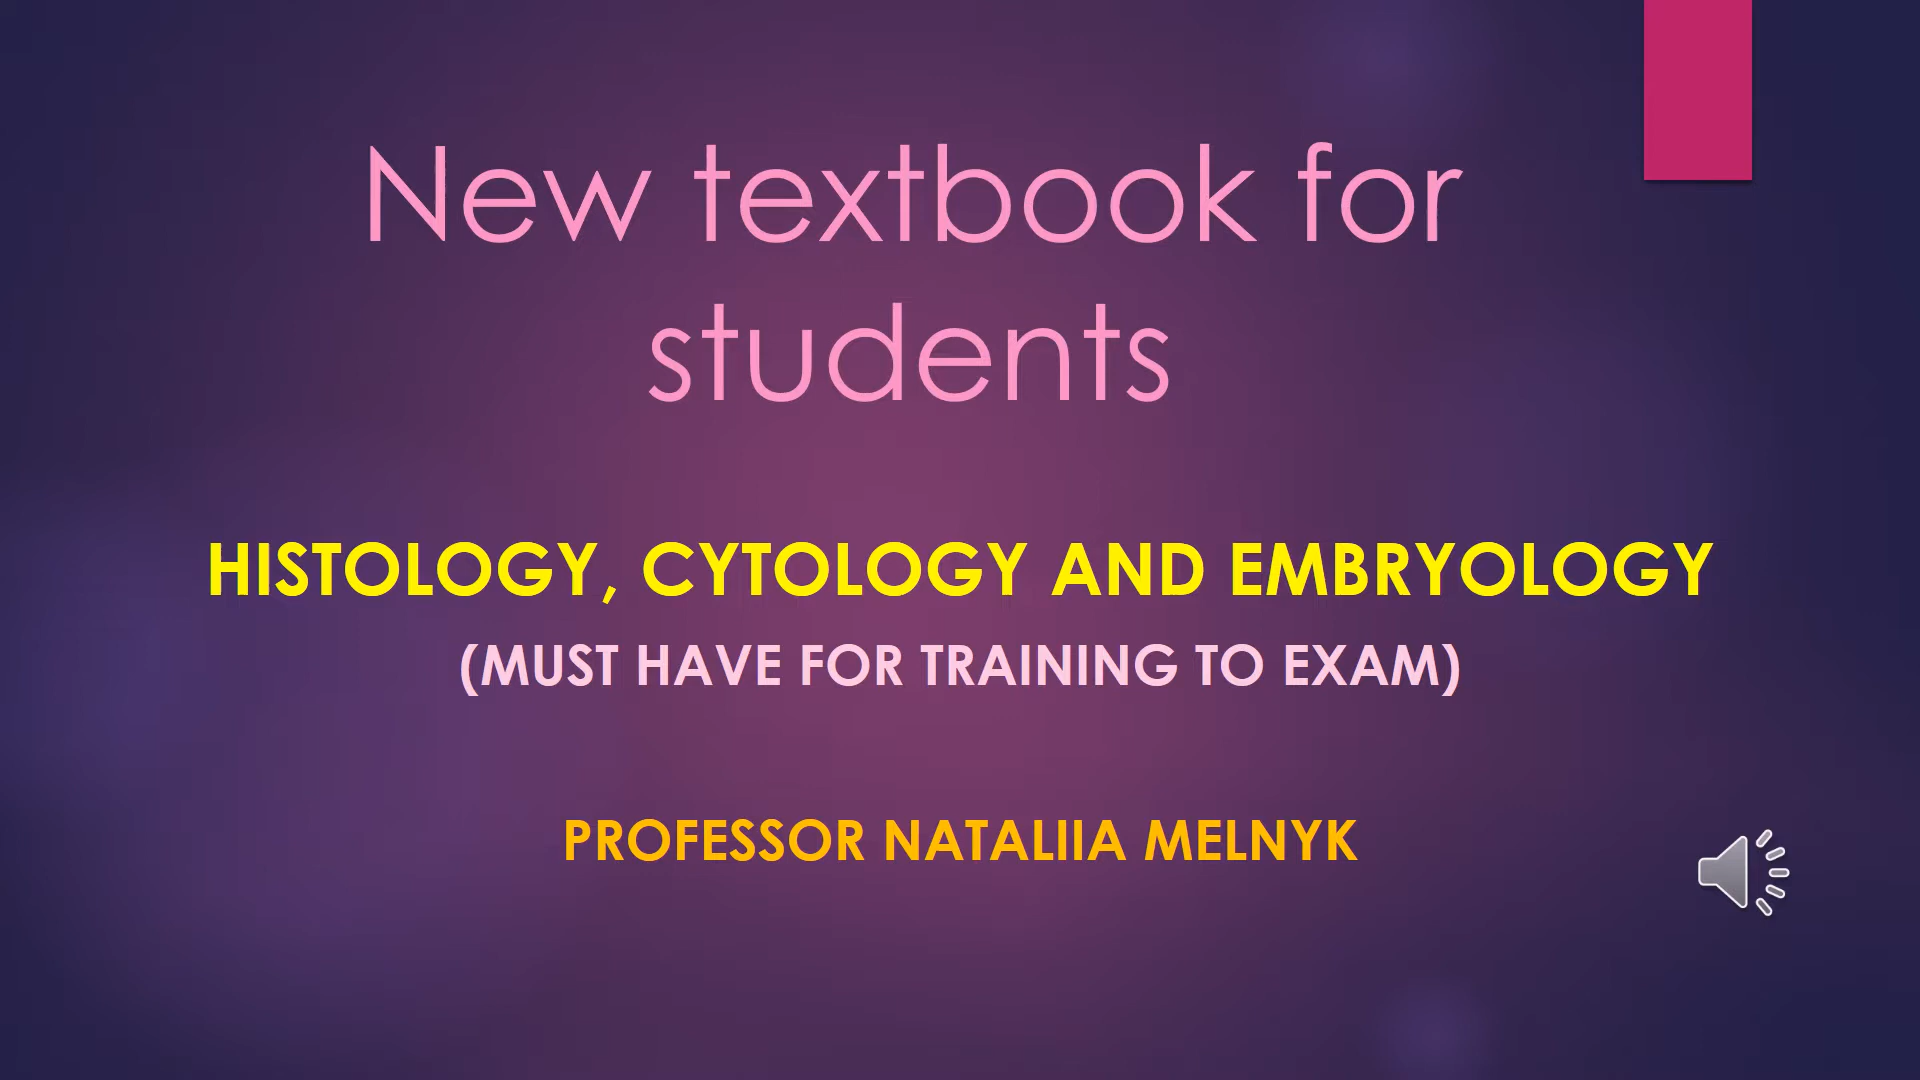 New textbook for
students
HISTOLOGY, CYTOLOGY AND EMBRYOLOGY
(MUST HAVE FOR TRAINING TO EXAM)
PROFESSOR NATALIIA MELNYK